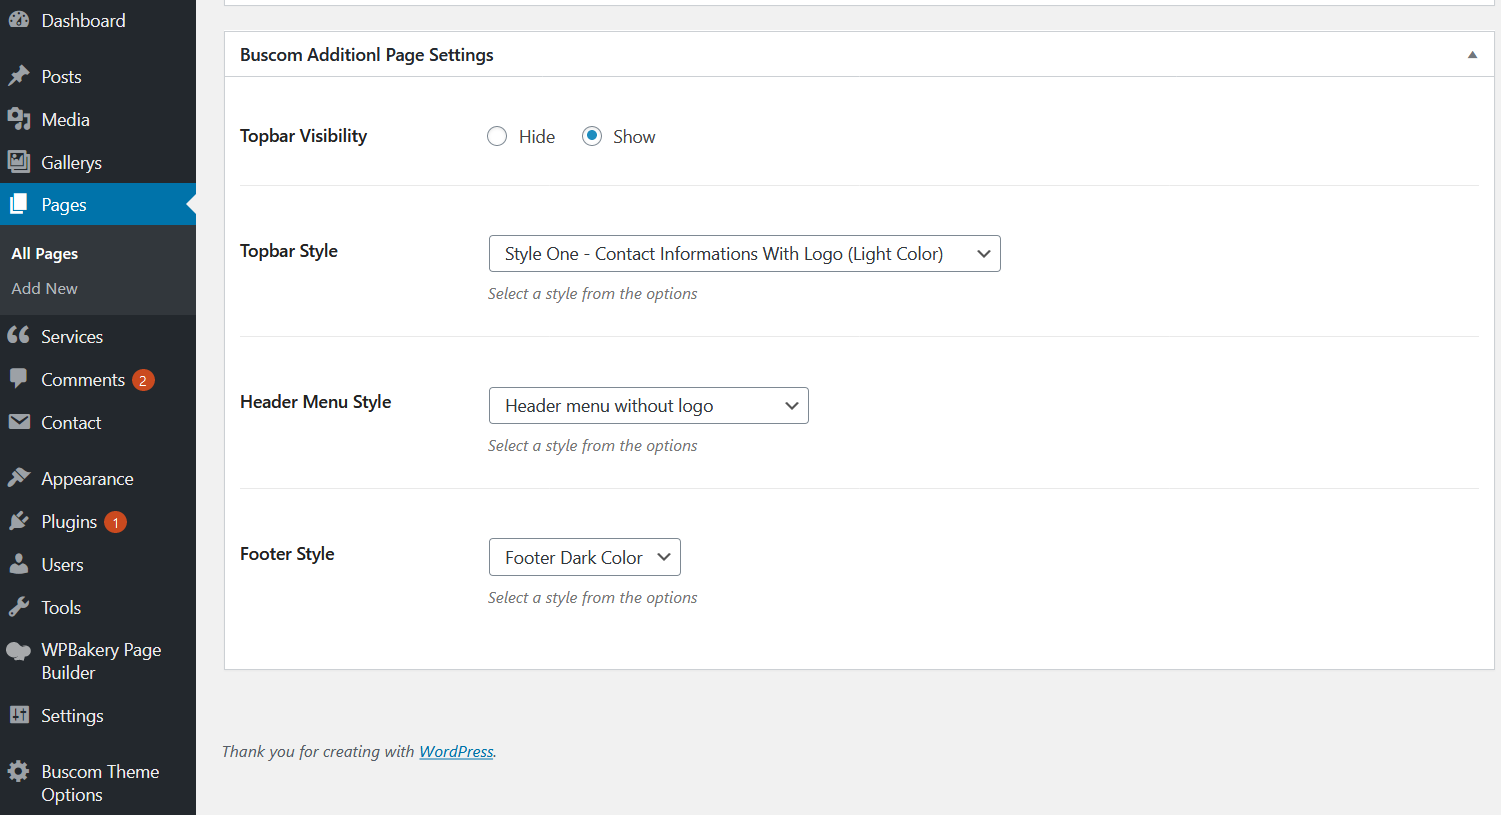 Dashboard
Posts
Media
Gallerys
Pages
All Pages
Add New
Services
Comments 2
Contact
Appearance
Plugins 1
Users
Tools
WPBakery Page
Builder
Settings
Buscom Theme
Options
Buscom Additionl Page Settings
Topbar Visibility
Hide Show
Topbar Style
Style One - Contact Informations With Logo (Light Color)
Select a style from the options
Header Menu Style
Header menu without logo
Select a style from the options
Footer Style
Footer Dark Color
Select a style from the options
Thank you for creating with WordPress.